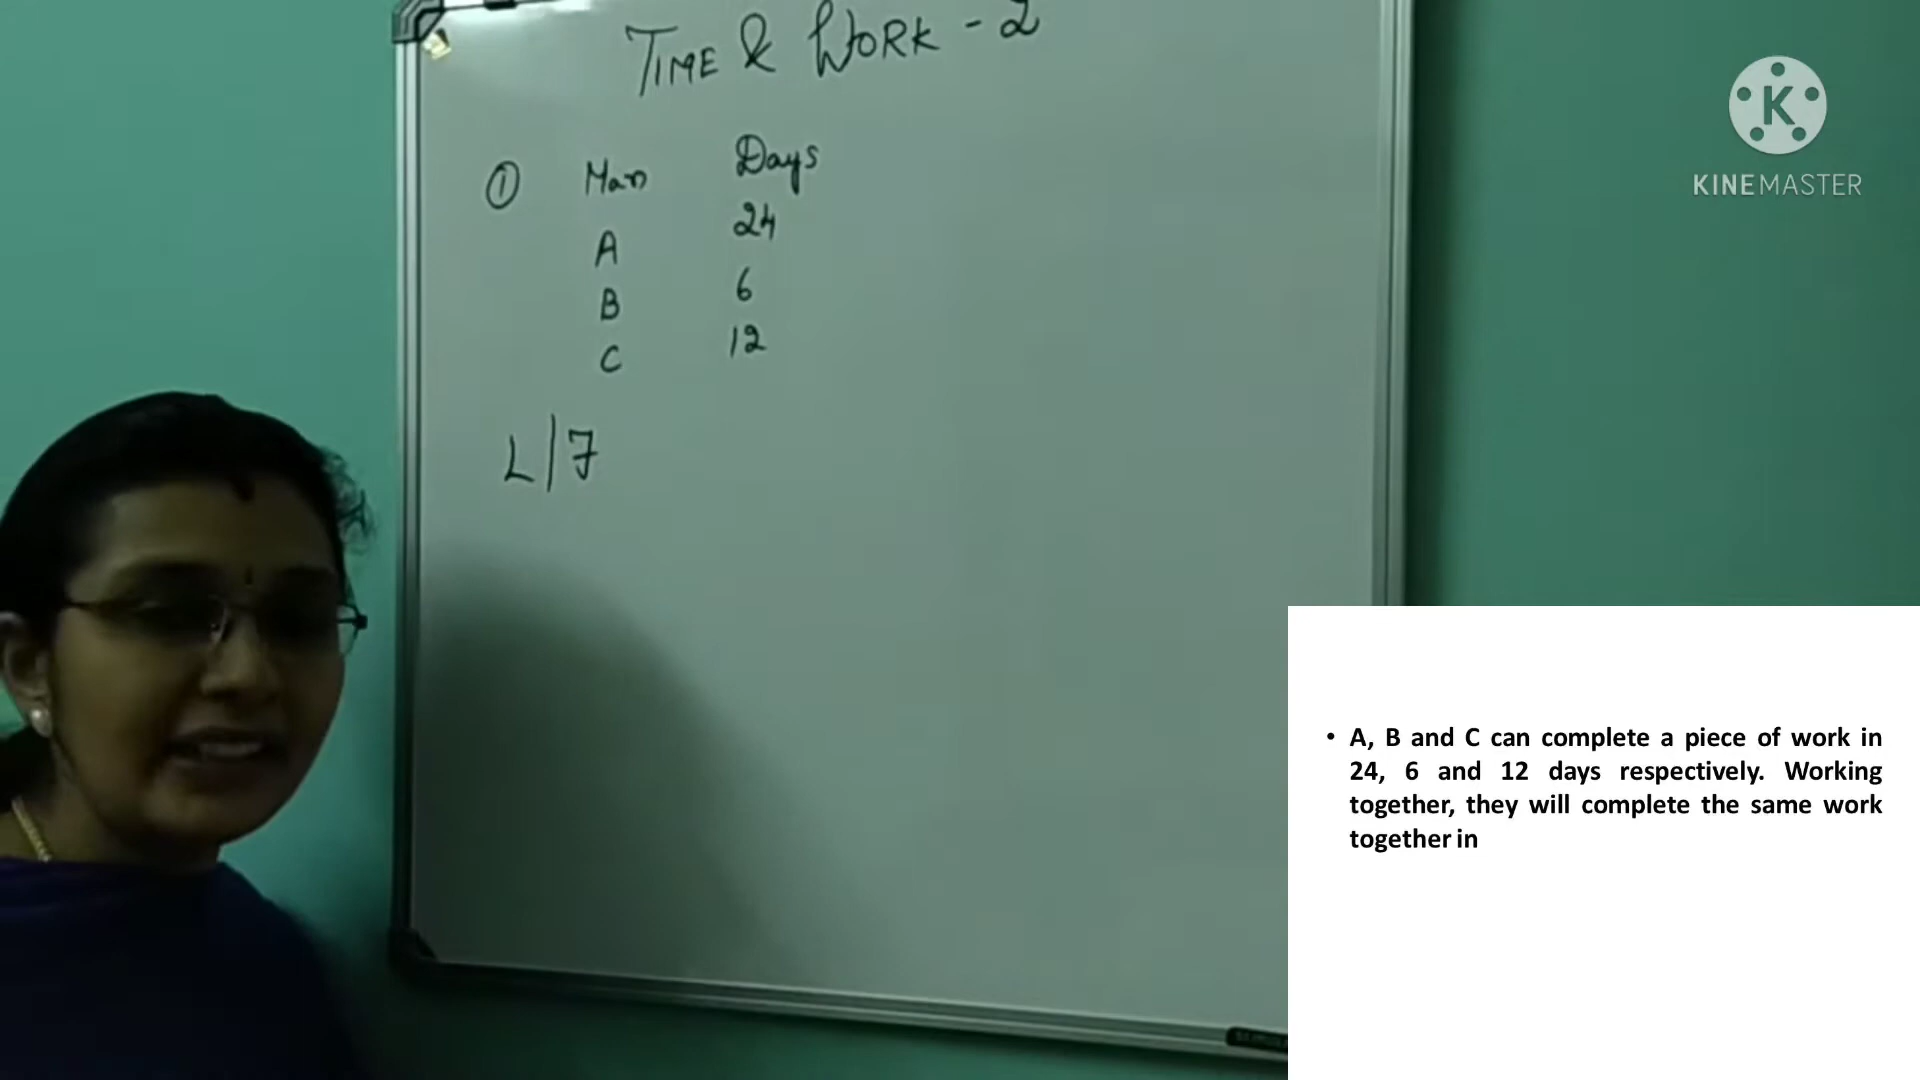 TIME & WORK - 2
① Man Days
A 24
B 6
C 12
L|7
K
KINEMASTER
• A, B and C can complete a piece of work in
24, 6 and 12 days respectively. Working
together, they will complete the same work
together in